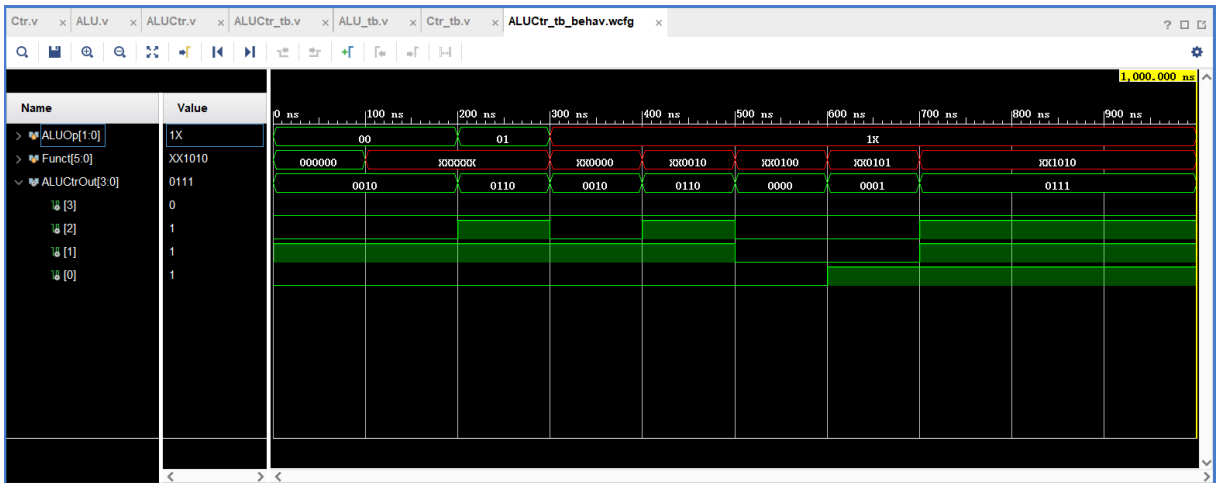 Ctr.v × ALU.v × ALUCtr.v × ALUCtr_tb.v × ALU_tb.v × Ctr_tb.v × ALUCtr_tb_behav.wcfg × ?
1,000.000 ns
Name Value 0 ns 100 ns 200 ns 300 ns 400 ns 500 ns 600 ns 700 ns 800 ns 900 ns
ALUOp[1:0] 1X 00 01 1X
Funct[5:0] XX1010 000000 XXXXXX XX0000 XX0010 XX0100 XX0101 XX1010
ALUCtrOut[3:0] 0111 0010 0110 0010 0110 0000 0001 0111
[3] 0
[2] 1
[1] 1
[0] 1